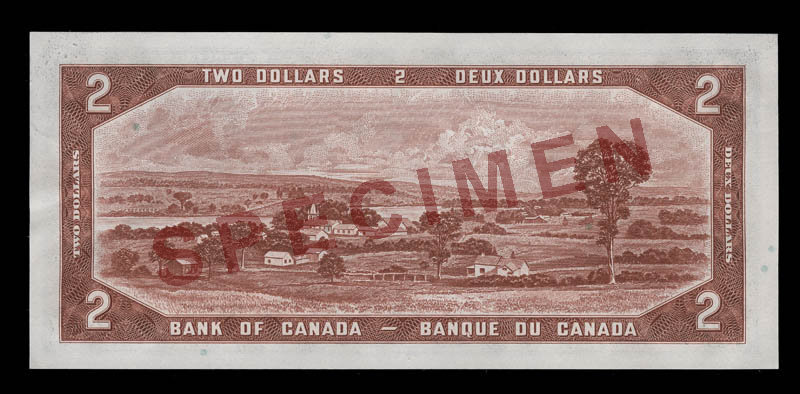 TWO DOLLARS 2 DEUX DOLLARS
2 2
TWO DOLLARS
DEUX DOLLARS
SPECIMEN
2 2
BANK OF CANADA — BANQUE DU CANADA